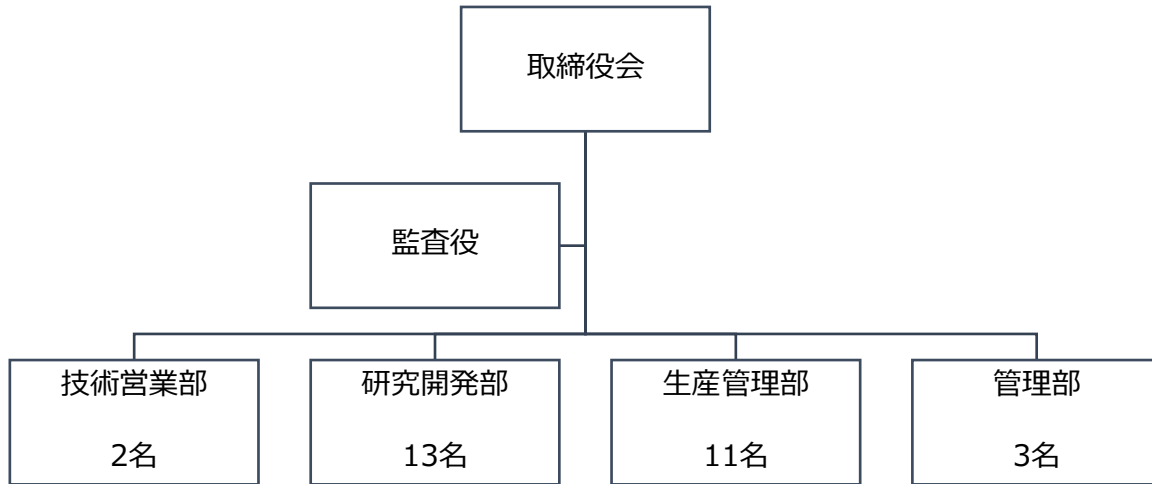 取締役会
監査役
技術営業部
2名
研究開発部
13名
生産管理部
11名
管理部
3名